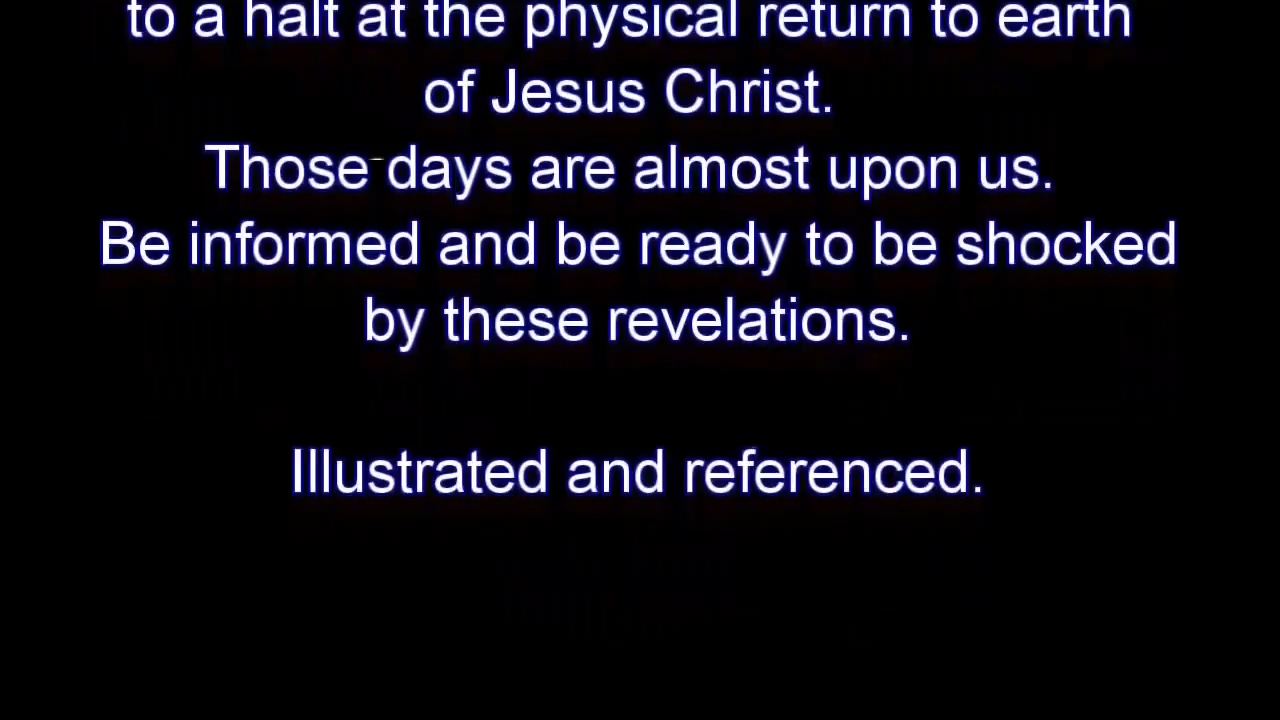 to a halt at the physical return to earth
of Jesus Christ.
Those days are almost upon us.
Be informed and be ready to be shocked
by these revelations.
Illustrated and referenced.